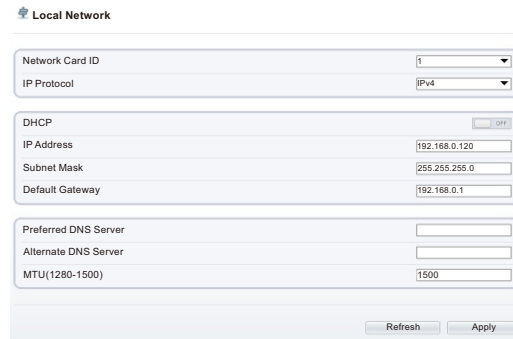 Local Network
Network Card ID 1
IP Protocol IPv4
DHCP OFF
IP Address 192.168.0.120
Subnet Mask 255.255.255.0
Default Gateway 192.168.0.1
Preferred DNS Server
Alternate DNS Server
MTU(1280-1500) 1500
Refresh Apply